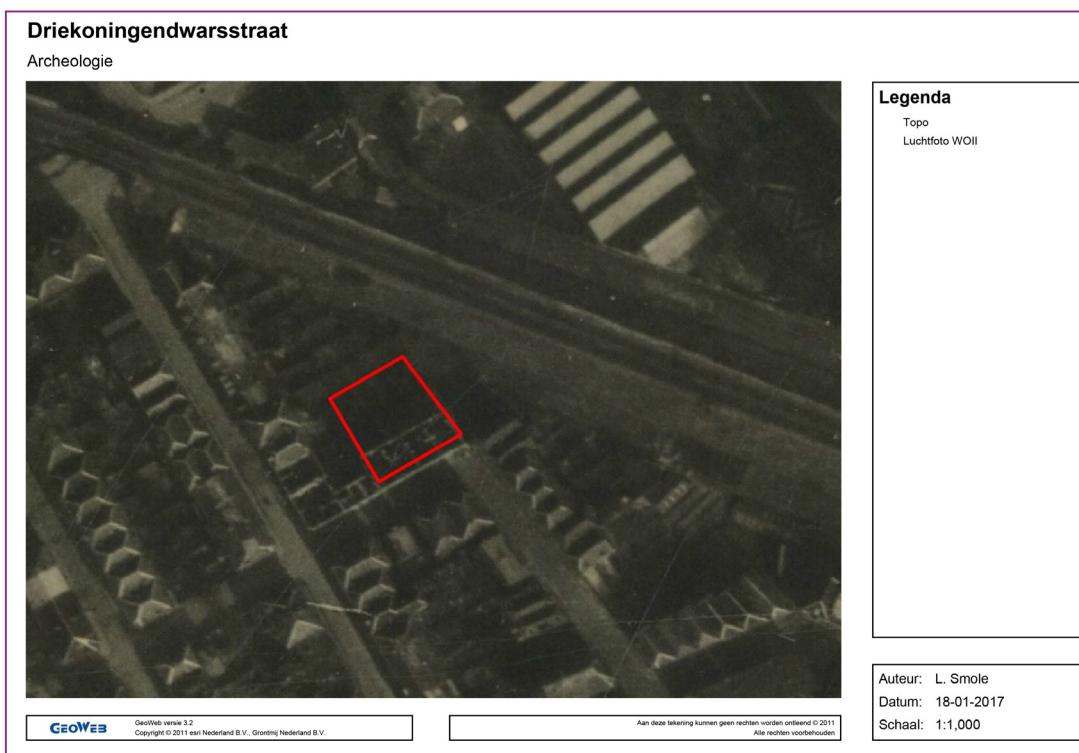 Driekoningendwarsstraat
Archeologie
Legenda
Topo
Luchtfoto WOII
Auteur: L. Smole
Datum: 18-01-2017
Schaal: 1:1,000
GEOWEB
GeoWeb versie 3.2
Copyright © 2011 esri Nederland B.V., Grontmij Nederland B.V.
Aan deze tekening kunnen geen rechten worden ontleend © 2011
Alle rechten voorbehouden